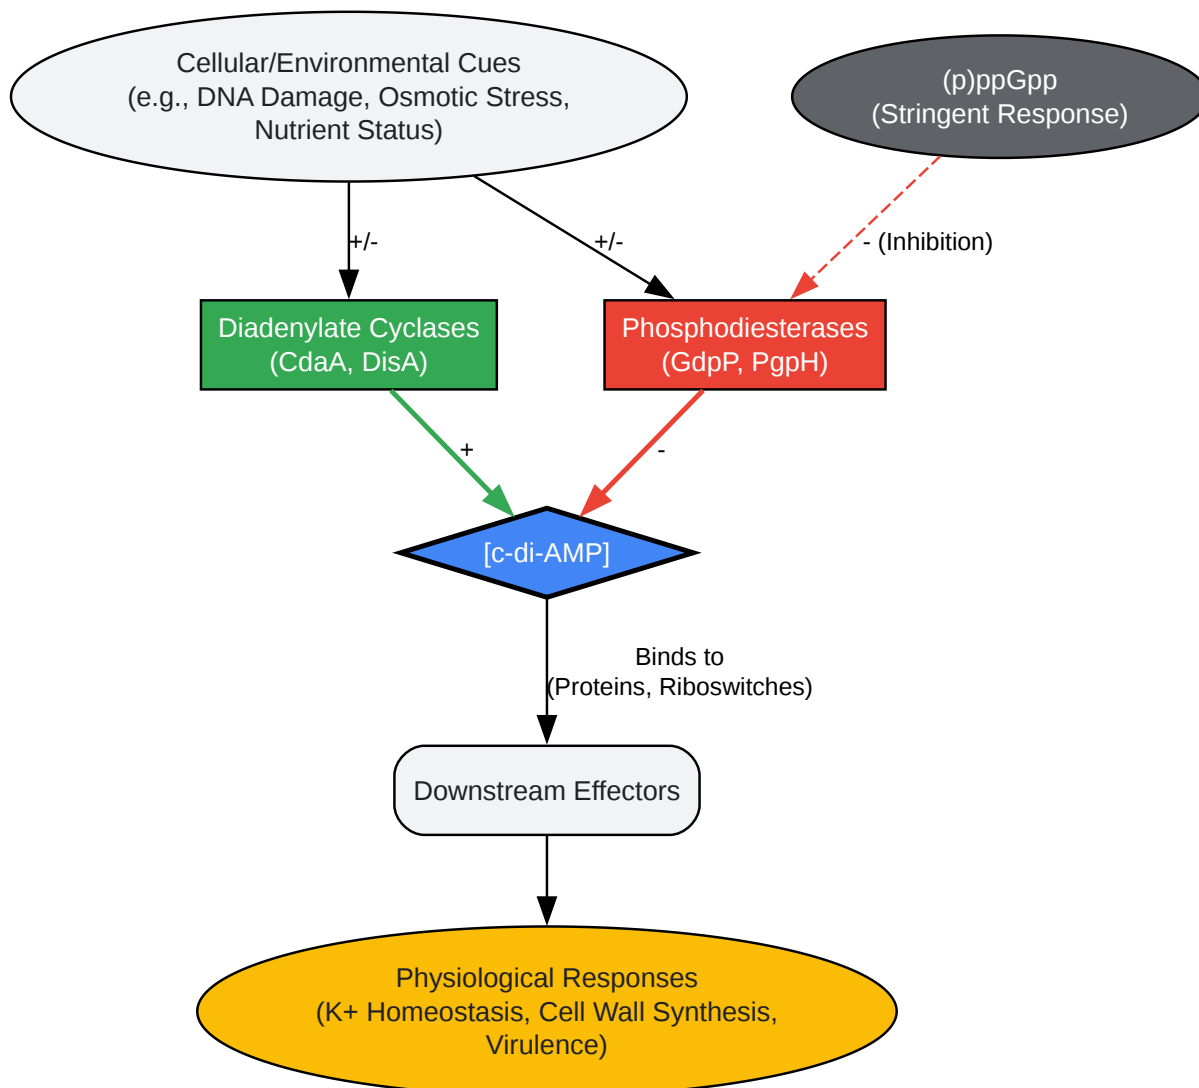 Cellular/Environmental Cues
(e.g., DNA Damage, Osmotic Stress,
Nutrient Status)
(p)ppGpp
(Stringent Response)
+/-
+/-
- (Inhibition)
Diadenylate Cyclases
(CdaA, DisA)
Phosphodiesterases
(GdpP, PgpH)
+
-
[c-di-AMP]
Binds to
(Proteins, Riboswitches)
Downstream Effectors
Physiological Responses
(K+ Homeostasis, Cell Wall Synthesis,
Virulence)